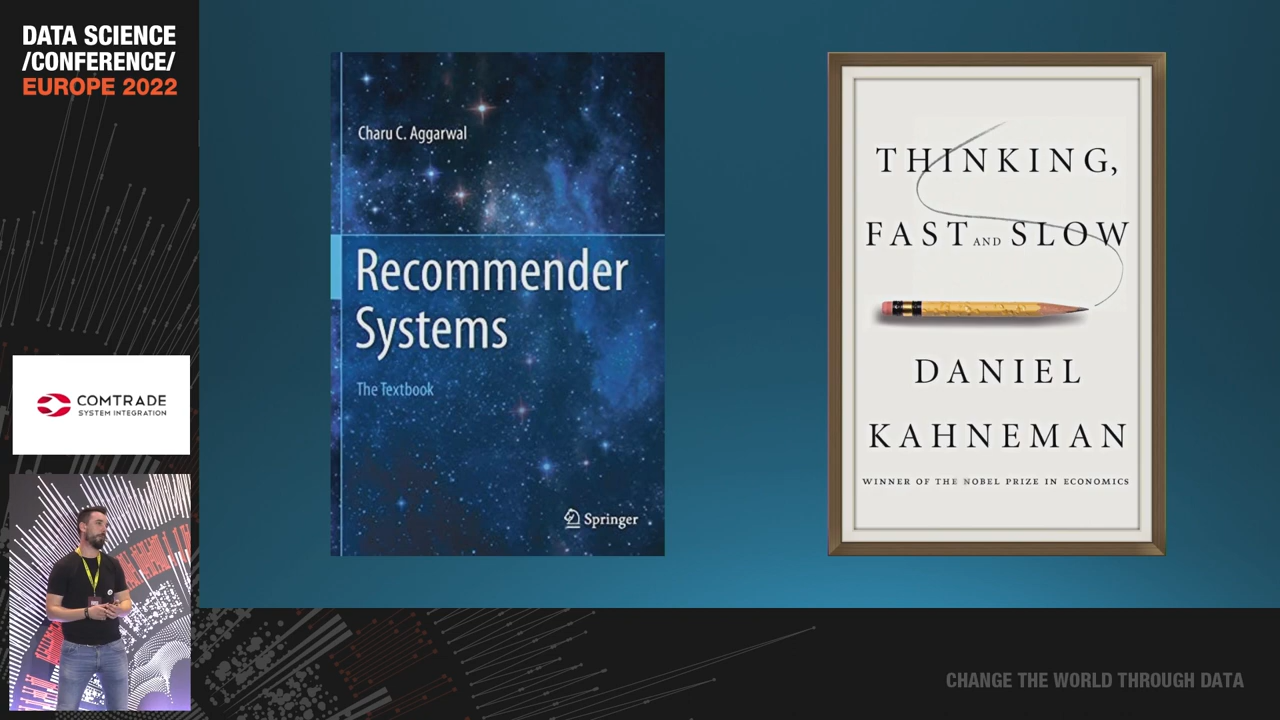 DATA SCIENCE
/CONFERENCE/
EUROPE 2022
COMTRADE
SYSTEM INTEGRATION
Charu C. Aggarwal
Recommender
Systems
The Textbook
Springer
THINKING,
FAST AND SLOW
DANIEL
KAHNEMAN
WINNER OF THE NOBEL PRIZE IN ECONOMICS
CHANGE THE WORLD THROUGH DATA